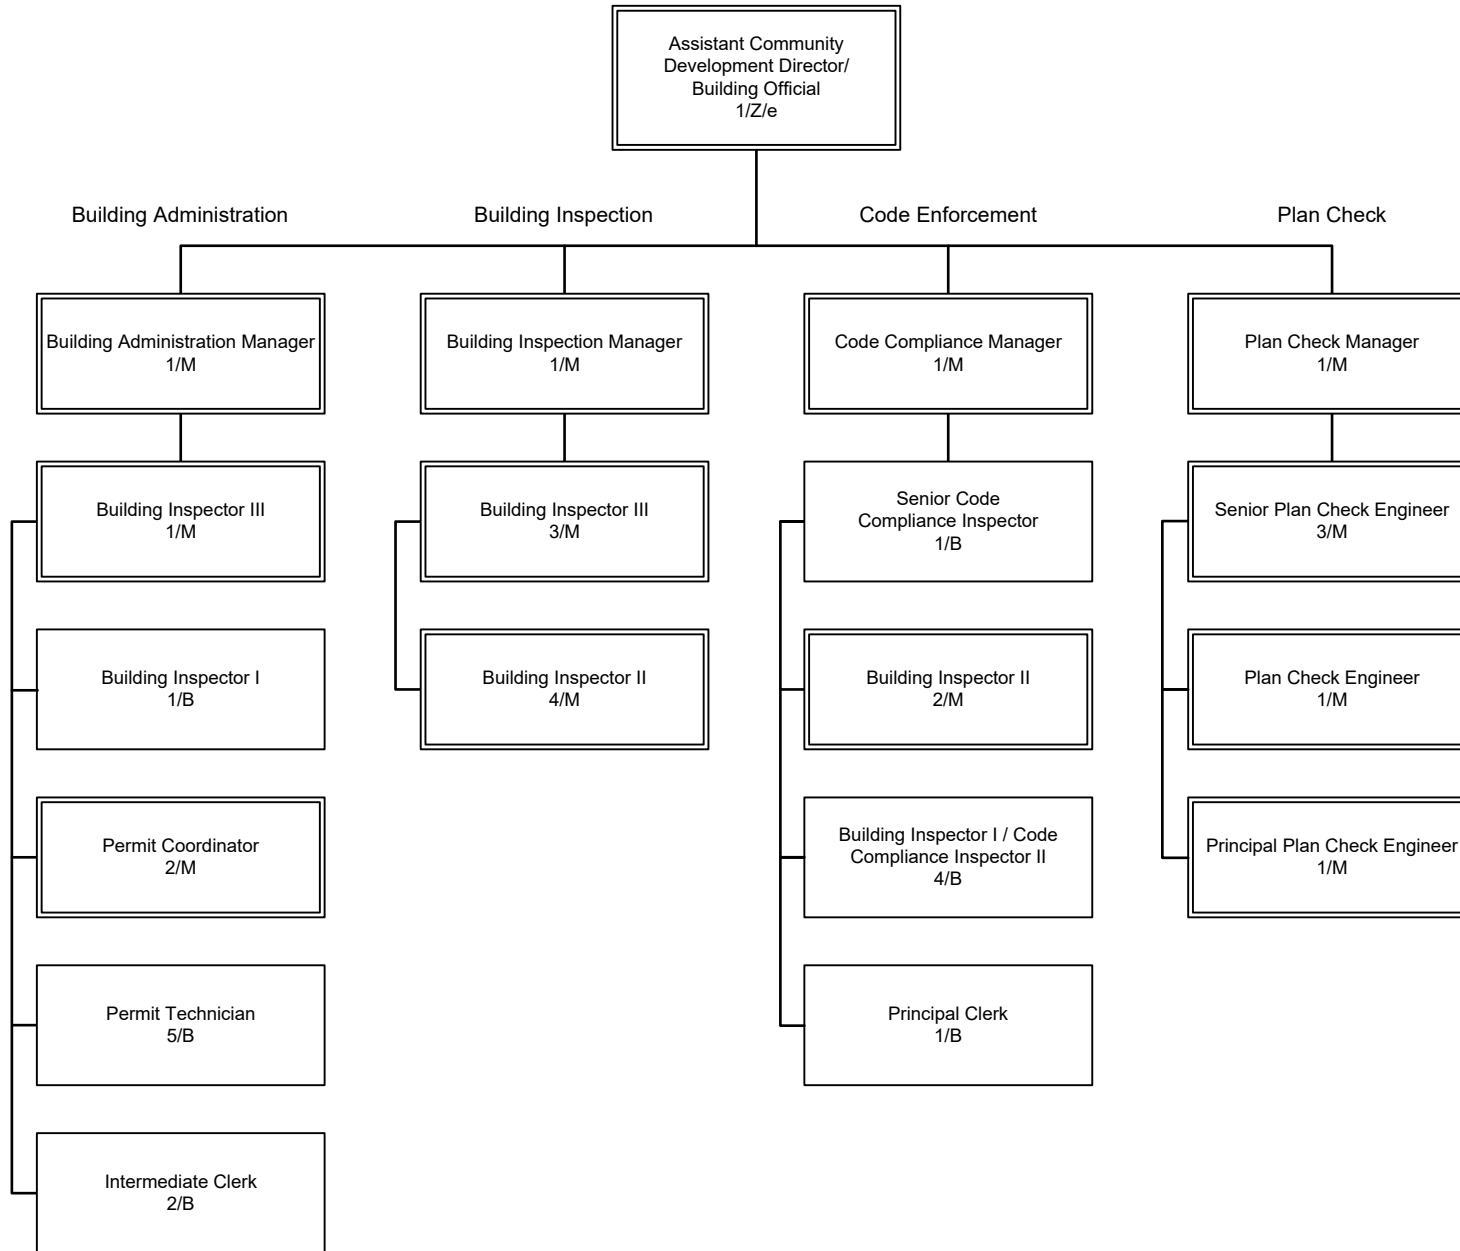 Assistant Community
Development Director/
Building Official
1/Z/e
Building Administration
Building Inspection
Code Enforcement
Plan Check
Building Administration Manager
1/M
Building Inspection Manager
1/M
Code Compliance Manager
1/M
Plan Check Manager
1/M
Building Inspector III
1/M
Building Inspector III
3/M
Senior Code
Compliance Inspector
1/B
Senior Plan Check Engineer
3/M
Building Inspector I
1/B
Building Inspector II
4/M
Building Inspector II
2/M
Plan Check Engineer
1/M
Permit Coordinator
2/M
Building Inspector I / Code
Compliance Inspector II
4/B
Principal Plan Check Engineer
1/M
Permit Technician
5/B
Principal Clerk
1/B
Intermediate Clerk
2/B